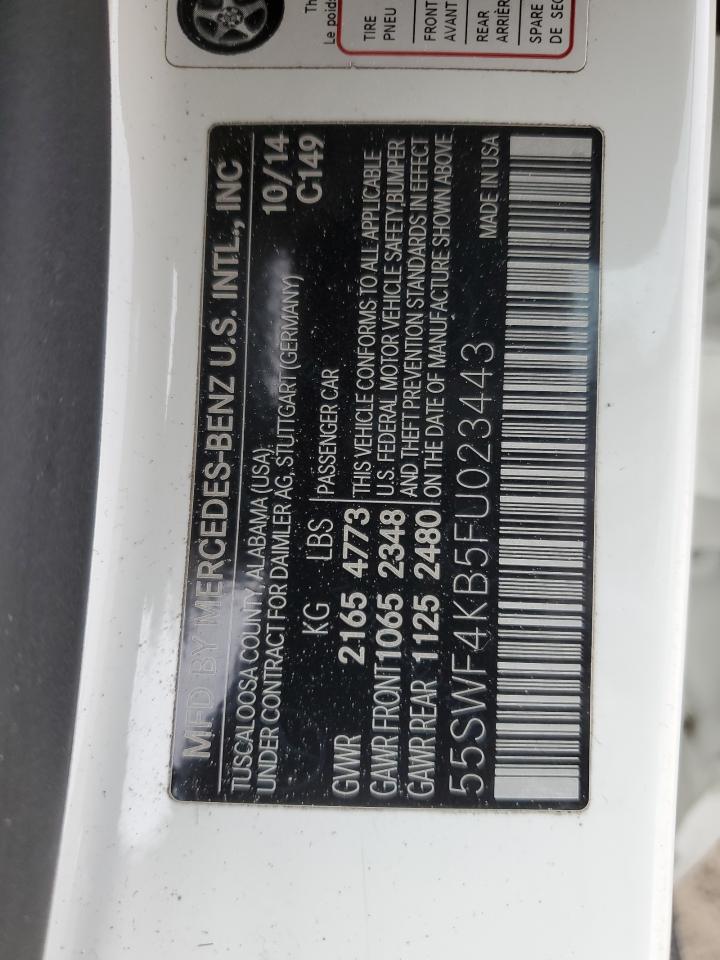 MFD BY MERCEDES-BENZ U.S. INTL., INC
TUSCALOOSA COUNTY, ALABAMA (USA) 10/14
UNDER CONTRACT FOR DAIMLER AG, STUTTGART (GERMANY) C149
KG LBS PASSENGER CAR
GVWR 2165 4773 THIS VEHICLE CONFORMS TO ALL APPLICABLE
GAWR FRONT 1065 2348 U.S. FEDERAL MOTOR VEHICLE SAFETY, BUMPER
GAWR REAR 1125 2480 AND THEFT PREVENTION STANDARDS IN EFFECT
ON THE DATE OF MANUFACTURE SHOWN ABOVE.
55SWF4KB5FU023443 MADE IN USA
Le poids
TIRE
PNEU
FRONT
AVANT
REAR
ARRIÈRE
SPARE
DE